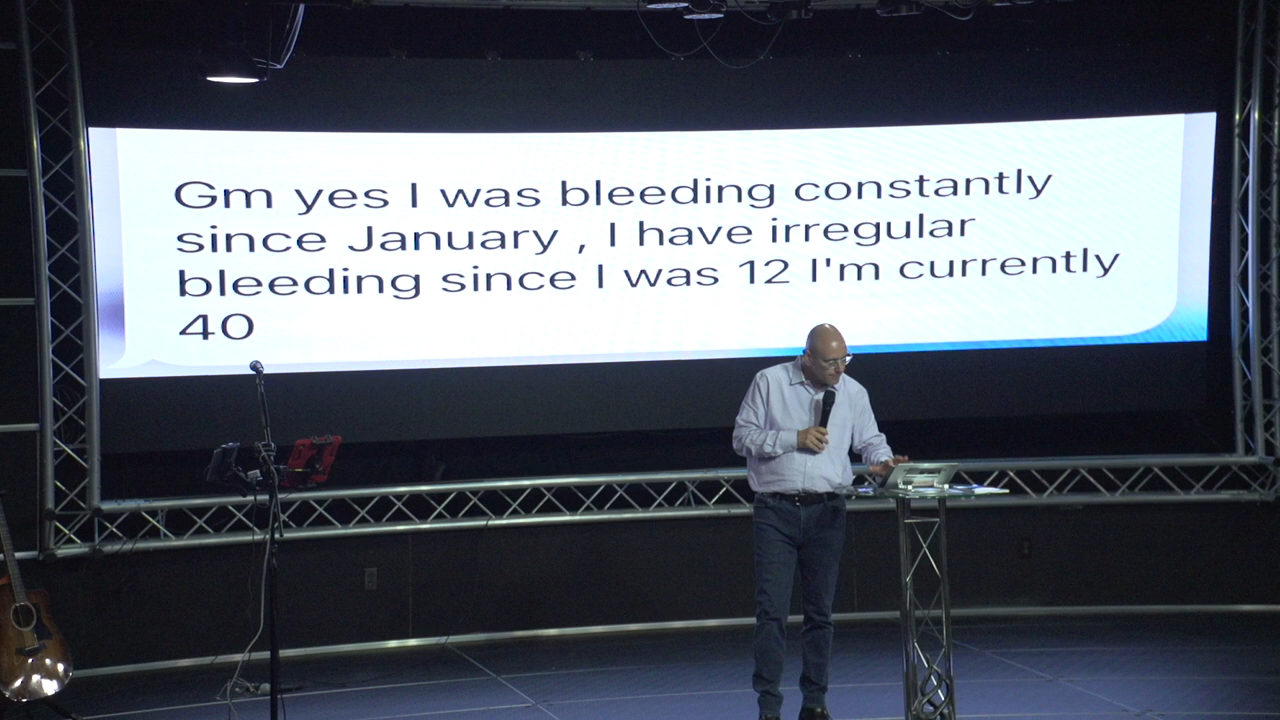 Gm yes I was bleeding constantly
since January , I have irregular
bleeding since I was 12 I'm currently
40